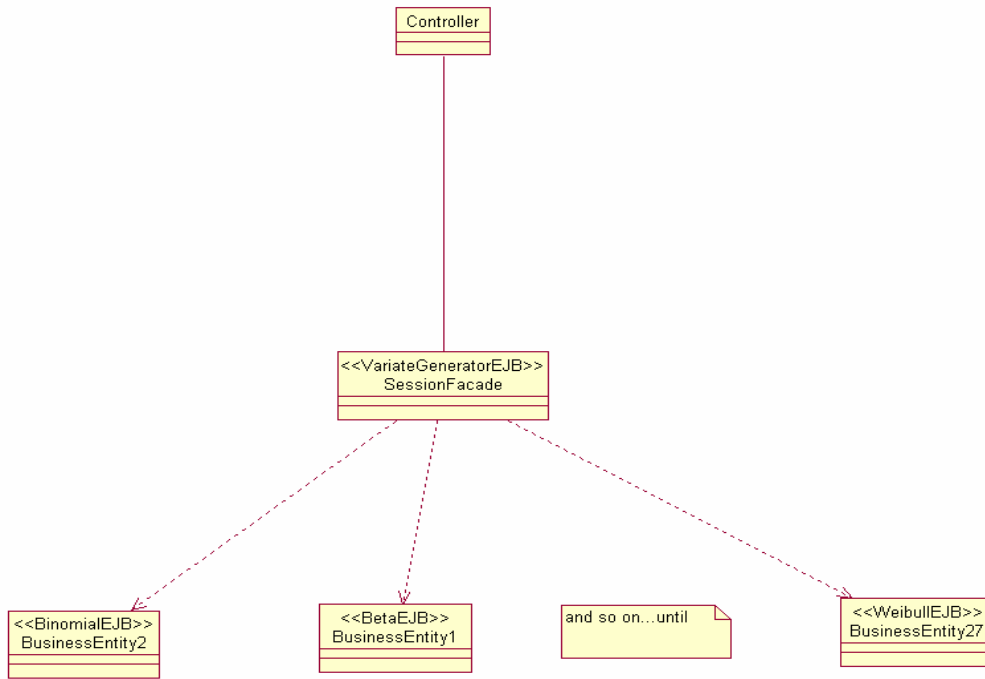 Controller
<<VariateGeneratorEJB>>
SessionFacade
<<BinomialEJB>>
BusinessEntity2
<<BetaEJB>>
BusinessEntity1
and so on...until
<<WeibullEJB>>
BusinessEntity27